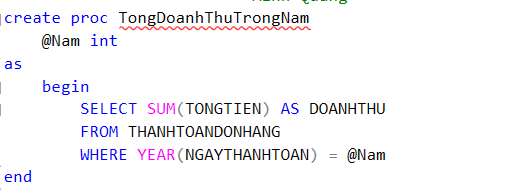 create proc TongDoanhThuTrongNam
@Nam int
as
begin
SELECT SUM(TONGTIEN) AS DOANHTHU
FROM THANHTOANDONHANG
WHERE YEAR(NGAYTHANHTOAN) = @Nam
end